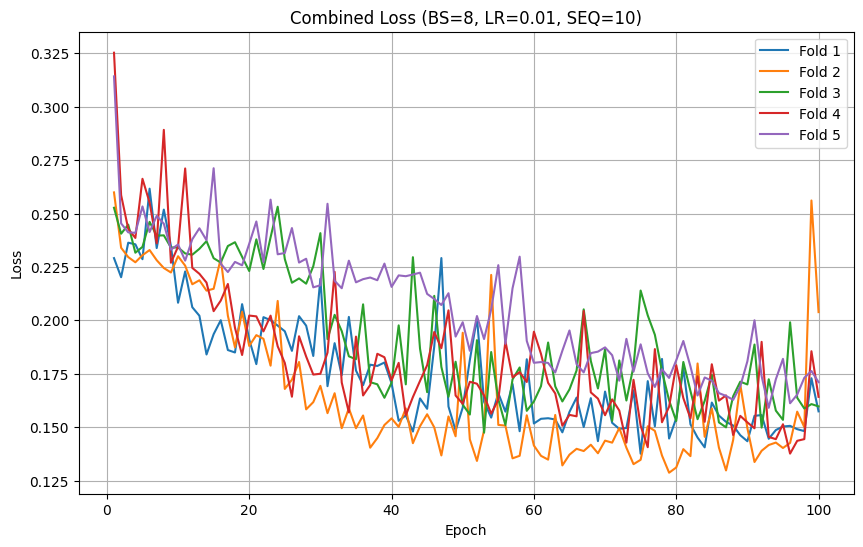 Combined Loss (BS=8, LR=0.01, SEQ=10)
Fold 1
Fold 2
Fold 3
Fold 4
Fold 5
Loss
0.325
0.300
0.275
0.250
0.225
0.200
0.175
0.150
0.125
0
20
40
60
80
100
Epoch